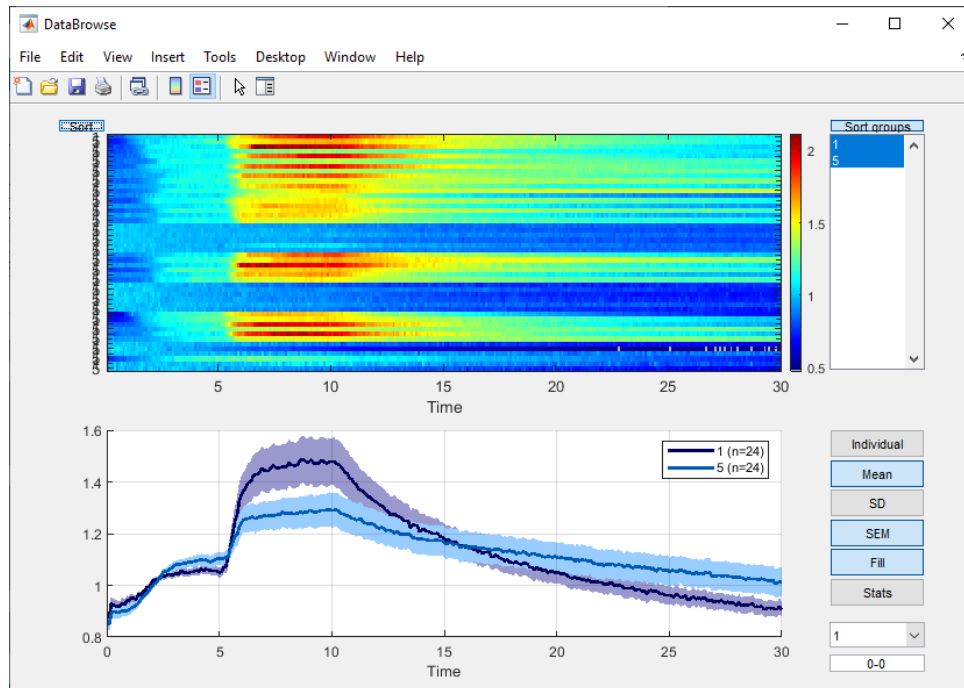 DataBrowse
File Edit View Insert Tools Desktop Window Help
Sort
Sort groups
1
5
2
1.5
1
0.5
5
5 10 15 20 25 30
Time
1.6
1.4
1.2
1
0.8
0 5 10 15 20 25 30
Time
1 (n=24)
5 (n=24)
Individual
Mean
SD
SEM
Fill
Stats
1
0-0